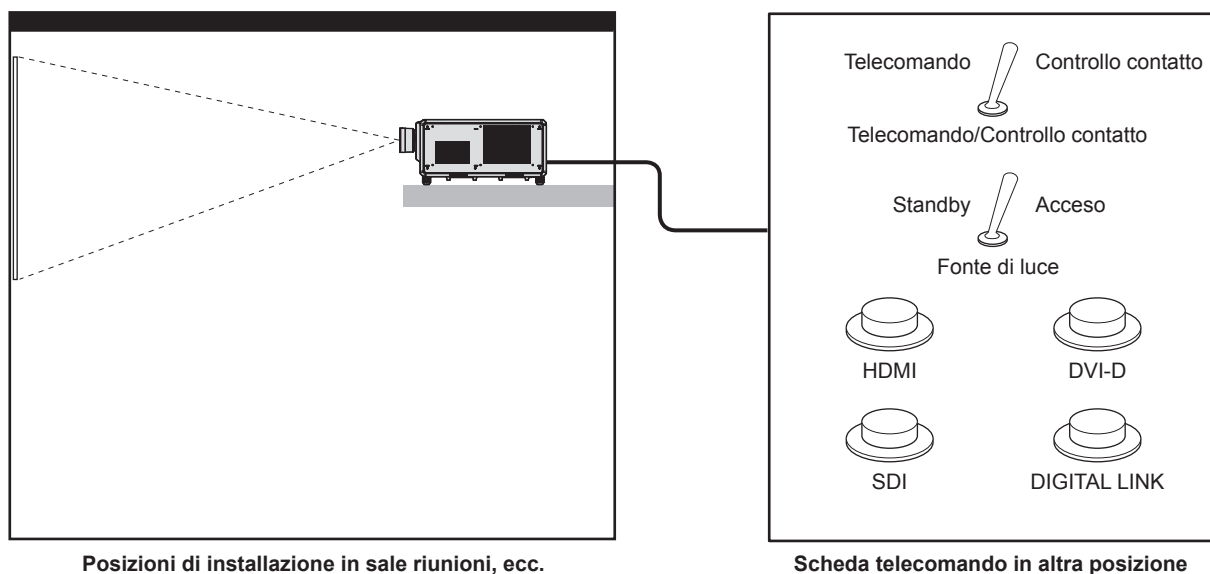 Telecomando
Controllo contatto
Telecomando/Controllo contatto
Standby
Acceso
Fonte di luce
HDMI
DVI-D
SDI
DIGITAL LINK
Posizioni di installazione in sale riunioni, ecc.
Scheda telecomando in altra posizione